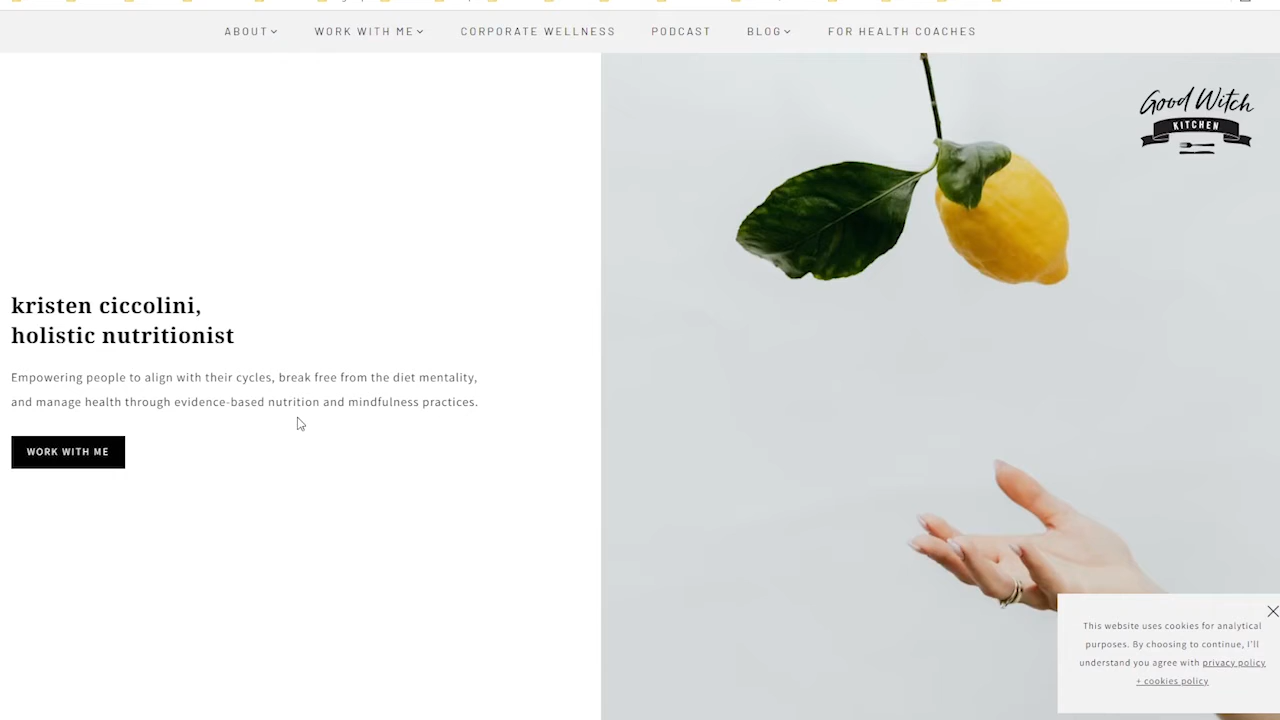 ABOUT WORK WITH ME CORPORATE WELLNESS PODCAST BLOG FOR HEALTH COACHES
Good Witch
KITCHEN
kristen ciccolini,
holistic nutritionist
Empowering people to align with their cycles, break free from the diet mentality,
and manage health through evidence-based nutrition and mindfulness practices.
WORK WITH ME
This website uses cookies for analytical
purposes. By choosing to continue, I'll
understand you agree with privacy policy
+ cookies policy